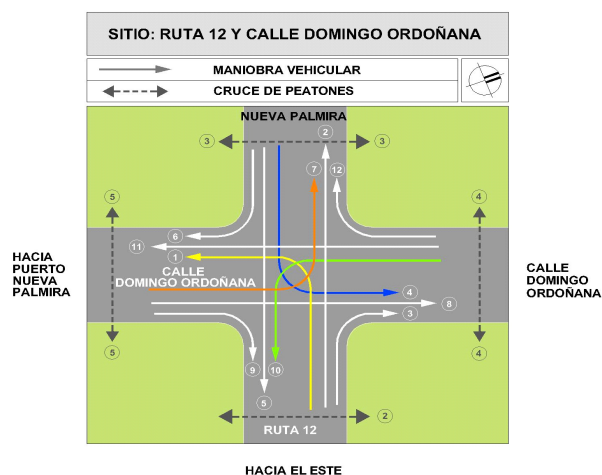 SITIO: RUTA 12 Y CALLE DOMINGO ORDOÑANA
MANIOBRA VEHICULAR
CRUCE DE PEATONES
NUEVA PALMIRA
2
3
3
7
12
5
4
6
11
1
HACIA
PUERTO
NUEVA
PALMIRA
CALLE
DOMINGO ORDOÑANA
CALLE
DOMINGO
ORDOÑANA
4
8
3
5
4
9
10
5
2
RUTA 12
HACIA EL ESTE